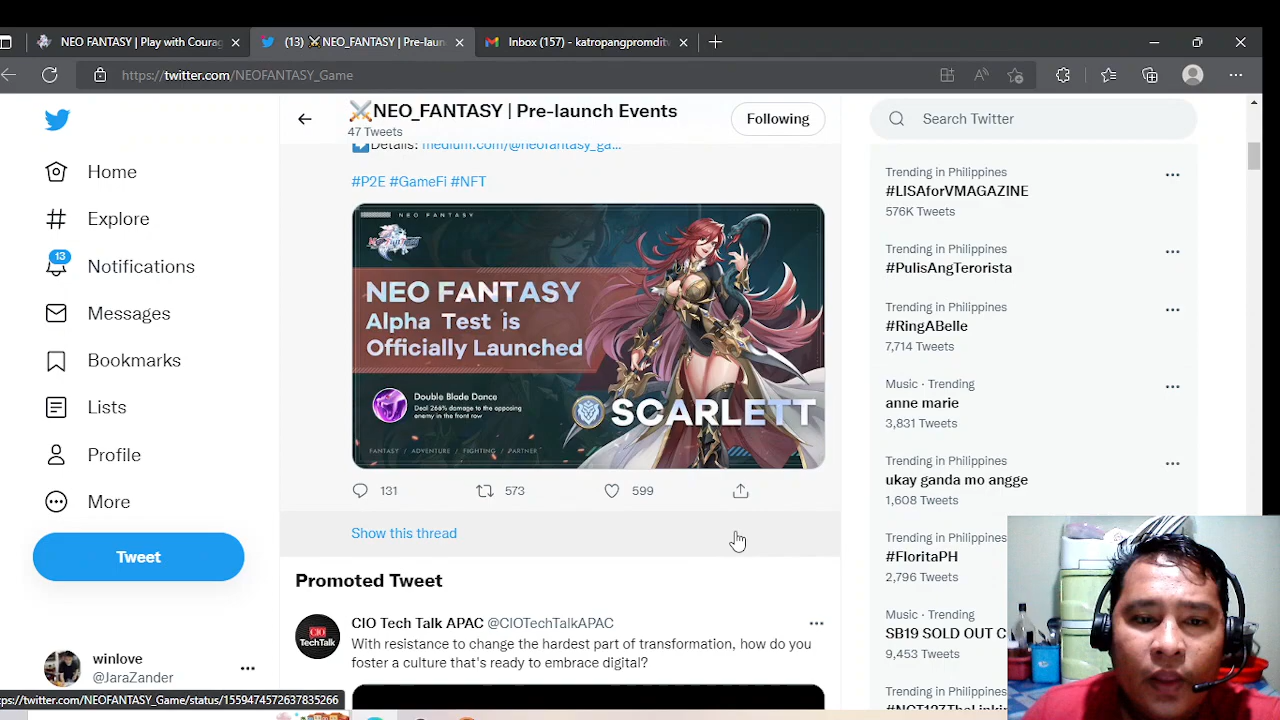 NEO FANTASY | Play with Courag
(13) ⚔️NEO_FANTASY | Pre-laun
Inbox (157) - katropangpromdit
https://twitter.com/NEOFANTASY_Game
⚔️NEO_FANTASY | Pre-launch Events
47 Tweets
Following
Search Twitter
Home
Explore
13
Notifications
Messages
Bookmarks
Lists
Profile
More
Tweet
winlove
@JaraZander
➡️Details: medium.com/@neofantasy_ga...
#P2E #GameFi #NFT
NEO FANTASY
NEO FANTASY
Alpha Test is
Officially Launched
Double Blade Dance
Deal 266% damage to the opposing
enemy in the front row
SCARLETT
FANTASY / ADVENTURE / FIGHTING / PARTNER
131
573
599
Show this thread
Promoted Tweet
CIO
TechTalk
CIO Tech Talk APAC @CIOTechTalkAPAC
With resistance to change the hardest part of transformation, how do you
foster a culture that's ready to embrace digital?
Trending in Philippines
#LISAforVMAGAZINE
576K Tweets
Trending in Philippines
#PulisAngTerorista
Trending in Philippines
#RingABelle
7,714 Tweets
Music · Trending
anne marie
3,831 Tweets
Trending in Philippines
ukay ganda mo angge
1,608 Tweets
Trending in Philippines
#FloritaPH
2,796 Tweets
Music · Trending
SB19 SOLD OUT C
9,453 Tweets
Trending in Philippines
ps://twitter.com/NEOFANTASY_Game/status/1559474572637835266